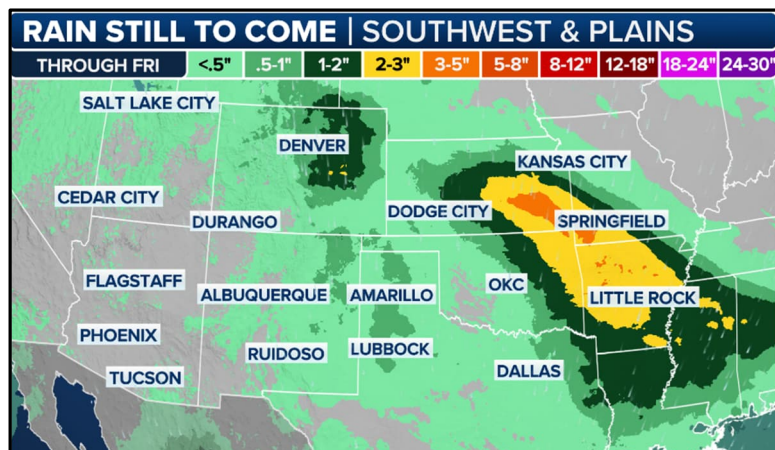 RAIN STILL TO COME | SOUTHWEST & PLAINS
THROUGH FRI <.5" .5-1" 1-2" 2-3" 3-5" 5-8" 8-12" 12-18" 18-24" 24-30"
SALT LAKE CITY
DENVER
KANSAS CITY
CEDAR CITY
DURANGO
DODGE CITY
SPRINGFIELD
FLAGSTAFF
ALBUQUERQUE
AMARILLO
OKC
LITTLE ROCK
PHOENIX
RUIDOSO
LUBBOCK
TUCSON
DALLAS